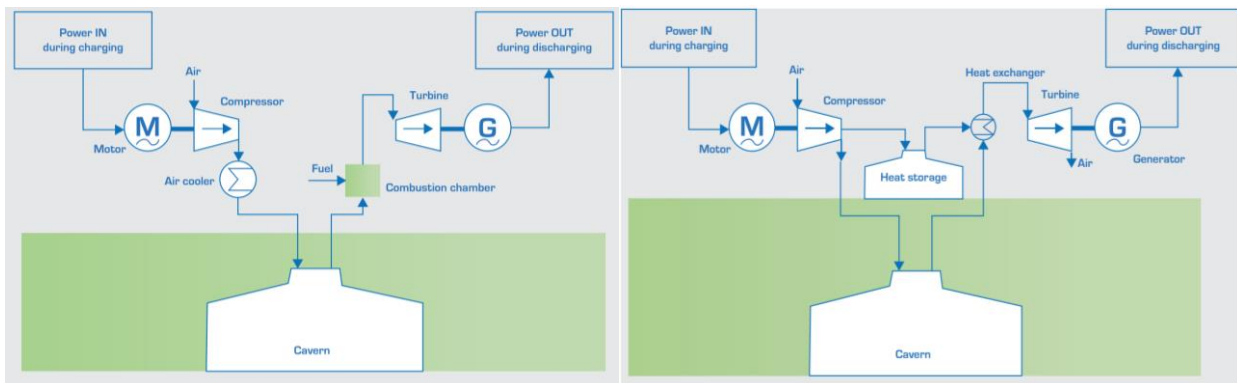 Power IN
during charging
Power OUT
during discharging
Air
Compressor
Turbine
M
G
Motor
Air cooler
Fuel
Combustion chamber
Cavern
Power IN
during charging
Power OUT
during discharging
Air
Compressor
Heat exchanger
Turbine
M
G
Motor
Air
Generator
Heat storage
Cavern